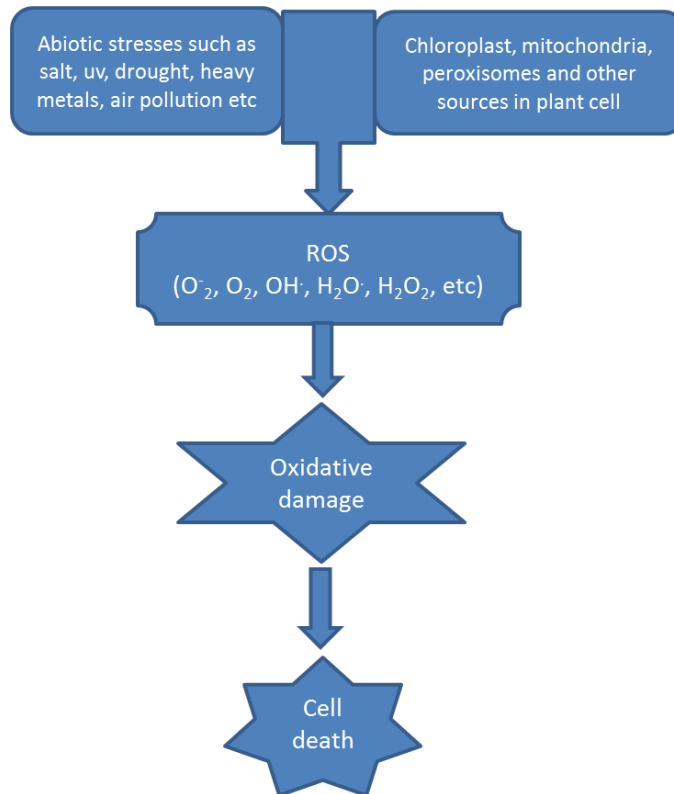 Abiotic stresses such as
salt, uv, drought, heavy
metals, air pollution etc
Chloroplast, mitochondria,
peroxisomes and other
sources in plant cell
ROS
(O⁻₂, O₂, OH·, H₂O·, H₂O₂, etc)
Oxidative
damage
Cell
death